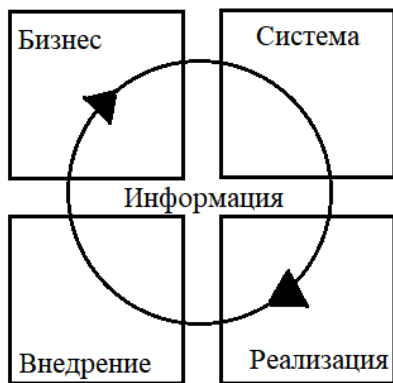 Бизнес
Система
Информация
Внедрение
Реализация